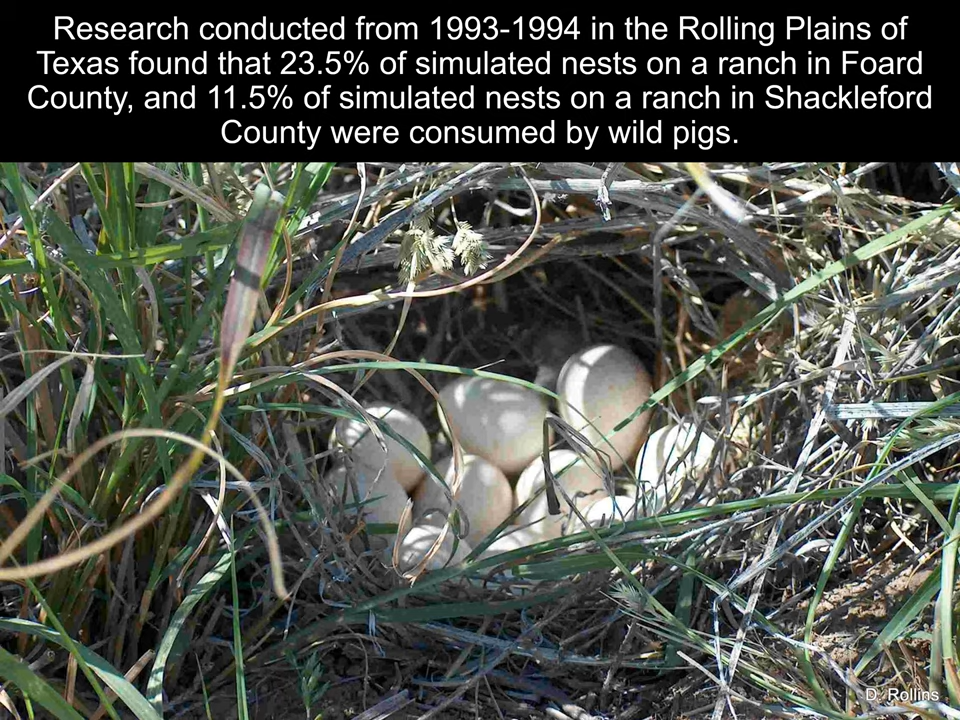 Research conducted from 1993-1994 in the Rolling Plains of
Texas found that 23.5% of simulated nests on a ranch in Foard
County, and 11.5% of simulated nests on a ranch in Shackleford
County were consumed by wild pigs.
D. Rollins